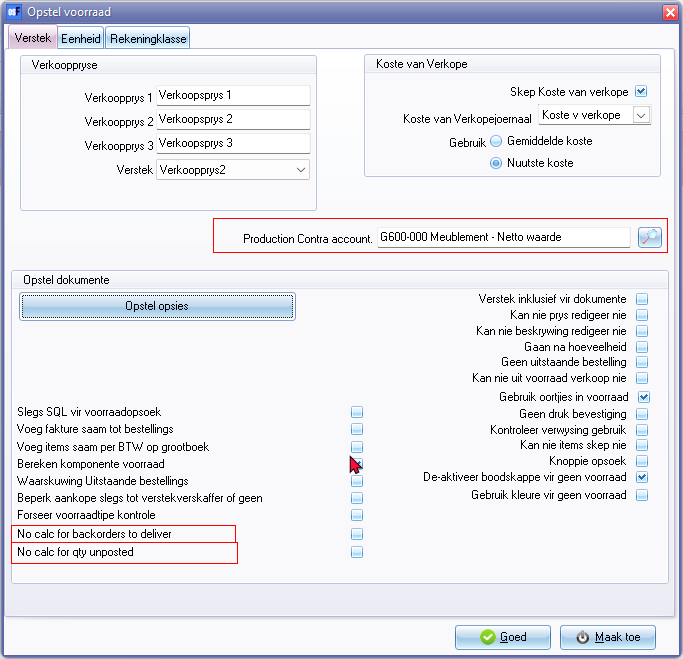 Opstel voorraad
Verstek Eenheid Rekeningklasse
Verkooppryse
Verkoopprys 1 Verkoopsprys 1
Verkoopprys 2 Verkoopsprys 2
Verkoopprys 3 Verkoopsprys 3
Verstek Verkoopprys2
Koste van Verkope
Skep Koste van verkope
Koste van Verkopejoernaal Koste v verkope
Gebruik Gemiddelde koste
Nuutste koste
Production Contra account. G600-000 Meublement - Netto waarde
Opstel dokumente
Opstel opsies
Slegs SQL vir voorraadopsoek
Voeg fakture saam tot bestellings
Voeg items saam per BTW op grootboek
Bereken komponente voorraad
Waarskuwing Uitstaande bestellings
Beperk aankope slegs tot verstekverskaffer of geen
Forseer voorraadtipe kontrole
No calc for backorders to deliver
No calc for qty unposted
Verstek inklusief vir dokumente
Kan nie prys redigeer nie
Kan nie beskrywing redigeer nie
Gaan na hoeveelheid
Geen uitstaande bestelling
Kan nie uit voorraad verkoop nie
Gebruik oortjies in voorraad
Geen druk bevestiging
Kontroleer verwysing gebruik
Kan nie items skep nie
Knoppie opsoek
De-aktiveer boodskappe vir geen voorraad
Gebruik kleure vir geen voorraad
Goed Maak toe